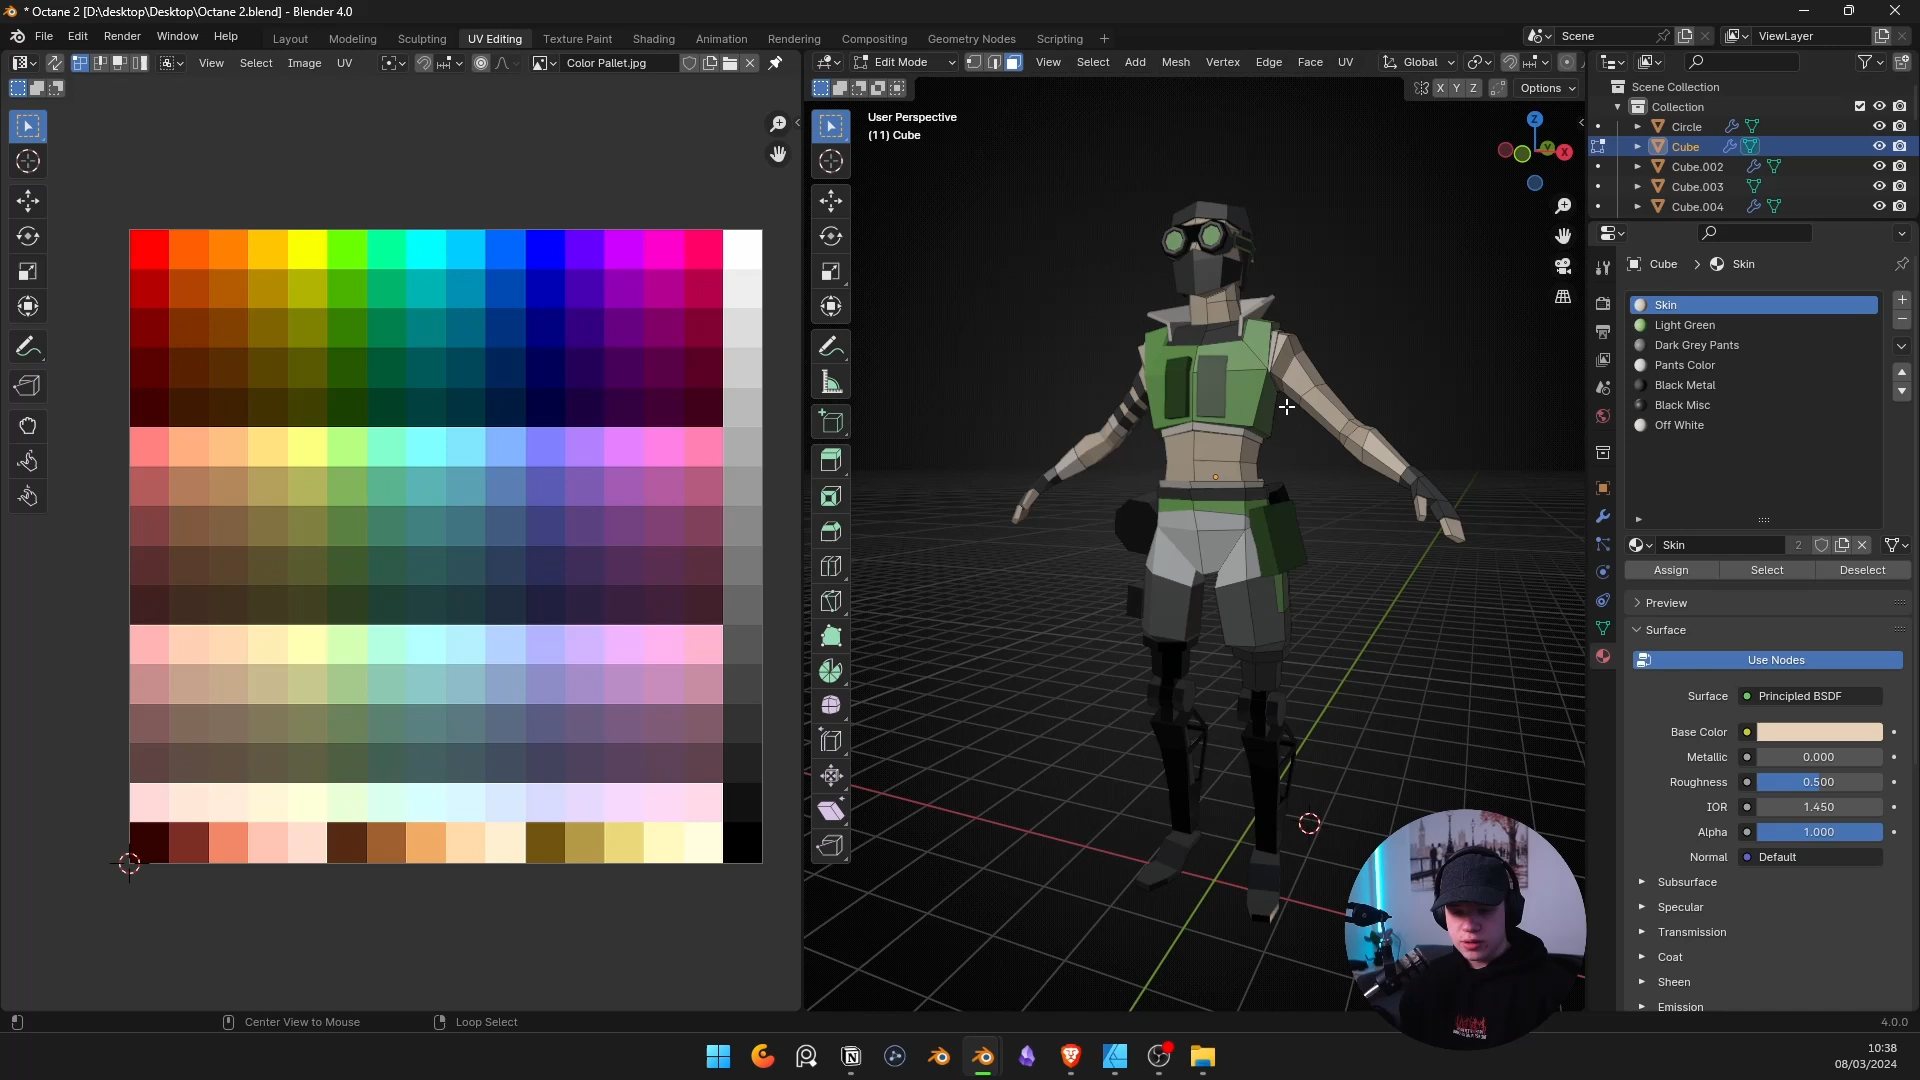 * Octane 2 [D:\desktop\Desktop\Octane 2.blend] - Blender 4.0
File Edit Render Window Help
Layout Modeling Sculpting UV Editing Texture Paint Shading Animation Rendering Compositing Geometry Nodes Scripting +
Scene
ViewLayer
View Select Image UV
Color Pallet.jpg
Edit Mode
View Select Add Mesh Vertex Edge Face UV
Global
X Y Z
Options
User Perspective
(11) Cube
Z
Y
X
Scene Collection
Collection
Circle
Cube
Cube.002
Cube.003
Cube.004
Cube > Skin
Skin
Light Green
Dark Grey Pants
Pants Color
Black Metal
Black Misc
Off White
Skin 2
Assign Select Deselect
Preview
Surface
Use Nodes
Surface Principled BSDF
Base Color
Metallic 0.000
Roughness 0.500
IOR 1.450
Alpha 1.000
Normal Default
Subsurface
Specular
Transmission
Coat
Sheen
Emission
Center View to Mouse
Loop Select
4.0.0
10:38
08/03/2024